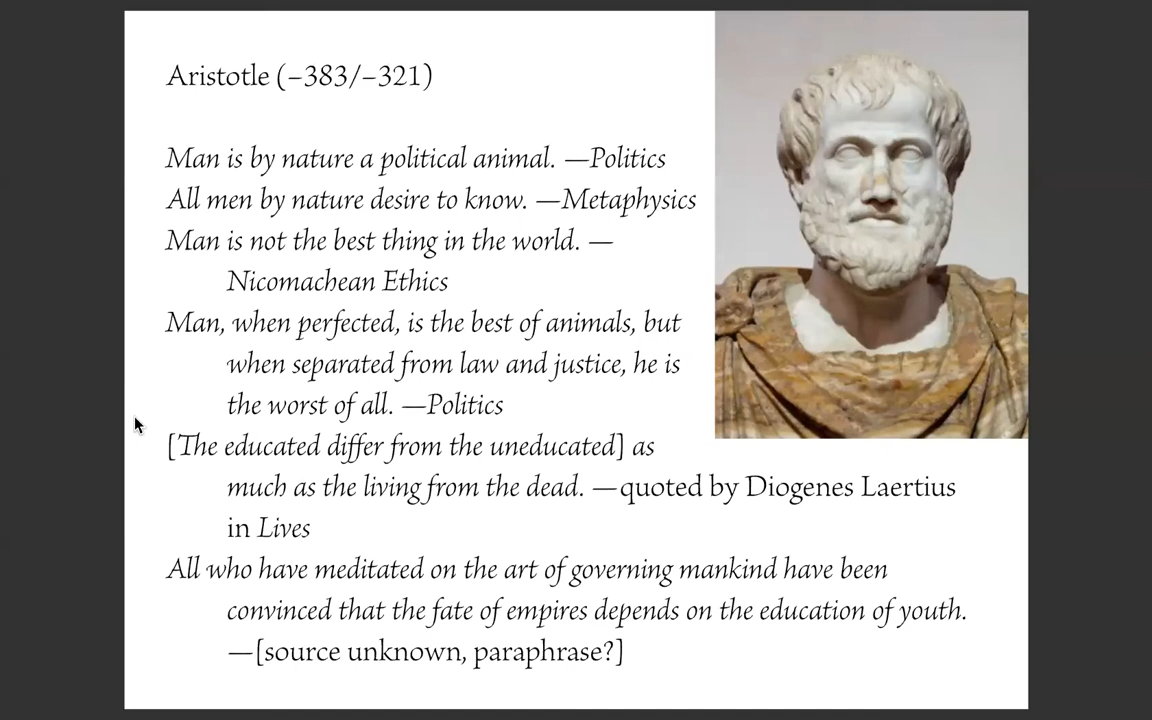 Aristotle (–383/–321)
Man is by nature a political animal. —Politics
All men by nature desire to know. —Metaphysics
Man is not the best thing in the world. —
Nicomachean Ethics
Man, when perfected, is the best of animals, but
when separated from law and justice, he is
the worst of all. —Politics
[The educated differ from the uneducated] as
much as the living from the dead. —quoted by Diogenes Laertius
in Lives
All who have meditated on the art of governing mankind have been
convinced that the fate of empires depends on the education of youth.
—[source unknown, paraphrase?]